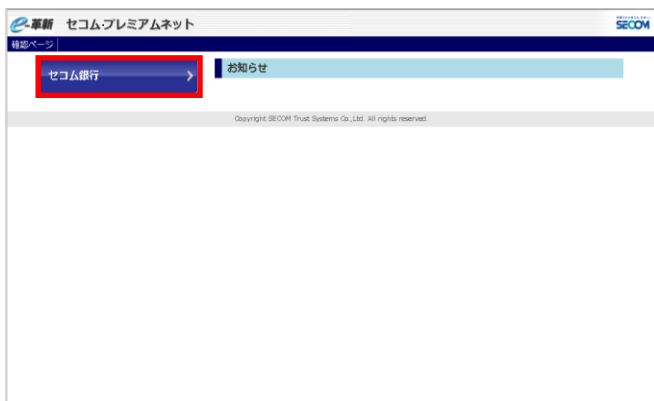 e-革新 セコム・プレミアムネット
SECOM
確認ページ
セコム銀行
お知らせ
Copyright SECOM Trust Systems Co.,Ltd. All rights reserved.